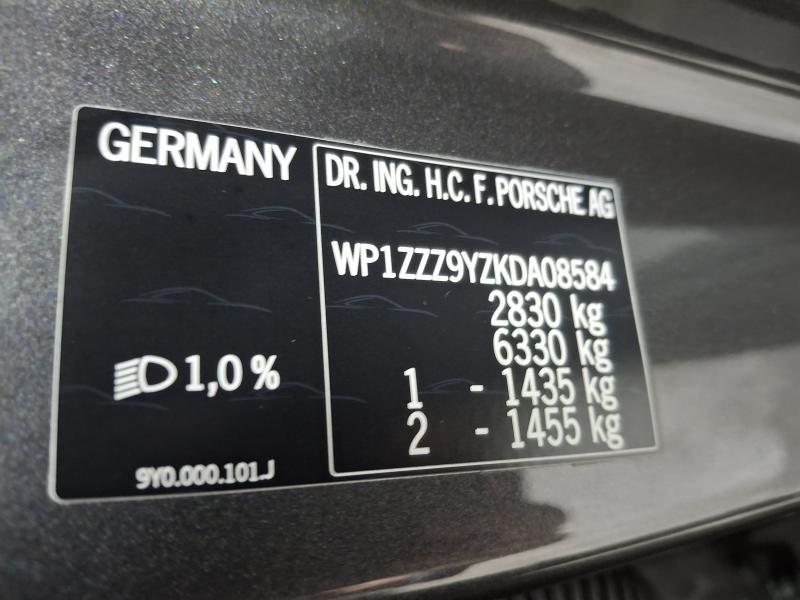 GERMANY
1,0 %
9Y0.000.101.J
DR. ING. H.C. F. PORSCHE AG
WP1ZZZ9YZKDA08584
2830 kg
6330 kg
1 - 1435 kg
2 - 1455 kg